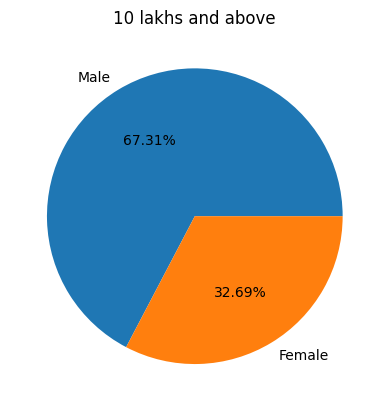 10 lakhs and above
Male
67.31%
32.69%
Female